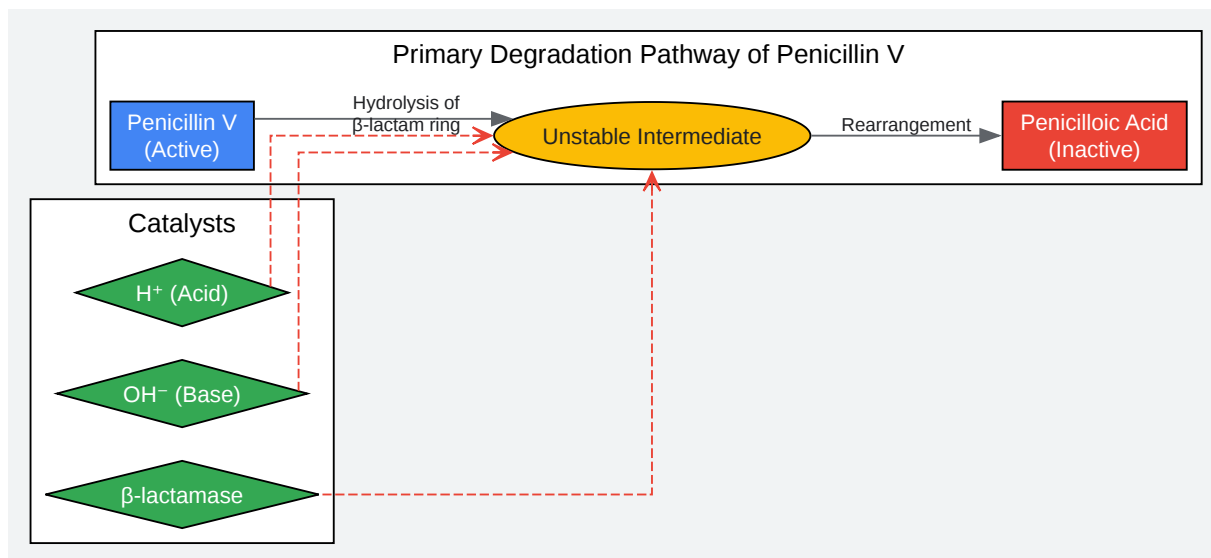 Primary Degradation Pathway of Penicillin V
Penicillin V
(Active)
Hydrolysis of
β-lactam ring
Unstable Intermediate
Rearrangement
Penicilloic Acid
(Inactive)
Catalysts
H⁺ (Acid)
OH⁻ (Base)
β-lactamase